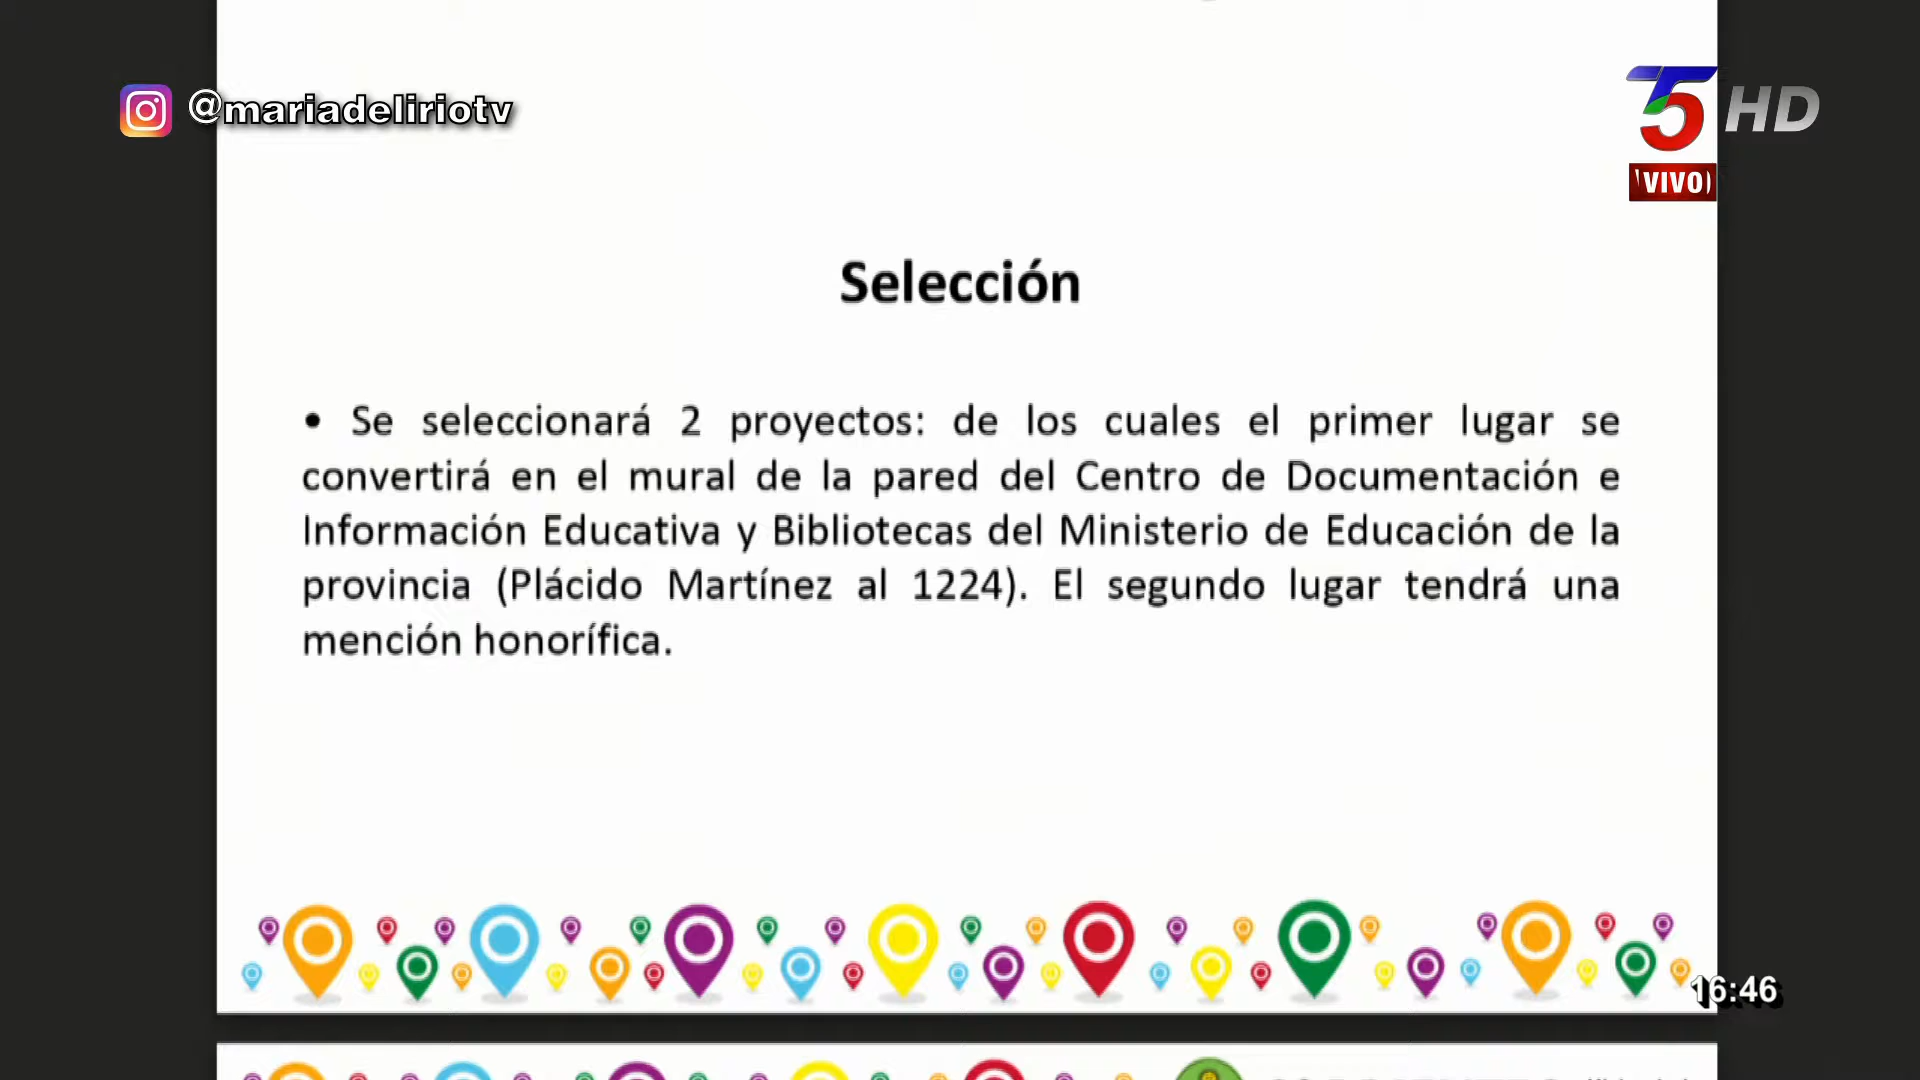 @mariadeliriotv
T5 HD
VIVO
Selección
• Se seleccionará 2 proyectos: de los cuales el primer lugar se
convertirá en el mural de la pared del Centro de Documentación e
Información Educativa y Bibliotecas del Ministerio de Educación de la
provincia (Plácido Martínez al 1224). El segundo lugar tendrá una
mención honorífica.
16:46